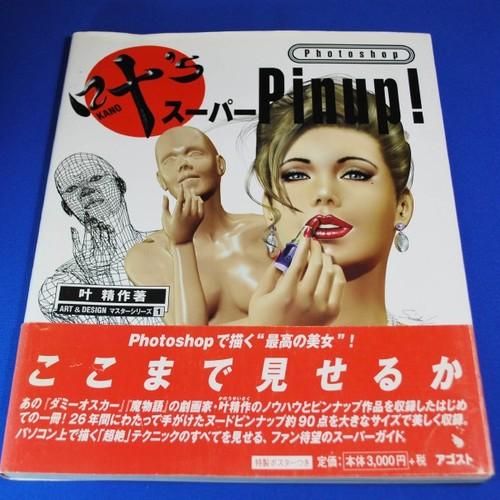 Photoshop
叶's
KANO
スーパーPinup!
叶 精作著
ART & DESIGN マスターシリーズ 1
Photoshopで描く“最高の美女”!
ここまで見せるか
あの『ダミーオスカー』『魔物語』の劇画家・叶精作のノウハウとピンナップ作品を収録したはじめ
ての一冊!26年間にわたって手がけたヌードピンナップ約90点を大きなサイズで美しく収録。
パソコン上で描く「超絶」テクニックのすべてを見せる、ファン待望のスーパーガイド
特製ポスターつき 定価:本体3,000円+税 アゴスト